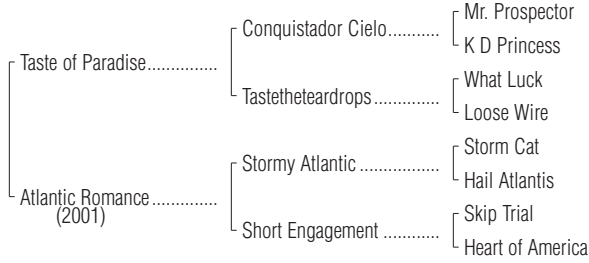 Mr. Prospector
Conquistador Cielo...........
K D Princess
Taste of Paradise..............
What Luck
Tastetheteardrops..............
Loose Wire
Storm Cat
Stormy Atlantic .................
Hail Atlantis
Atlantic Romance..............
(2001)
Skip Trial
Short Engagement ............
Heart of America